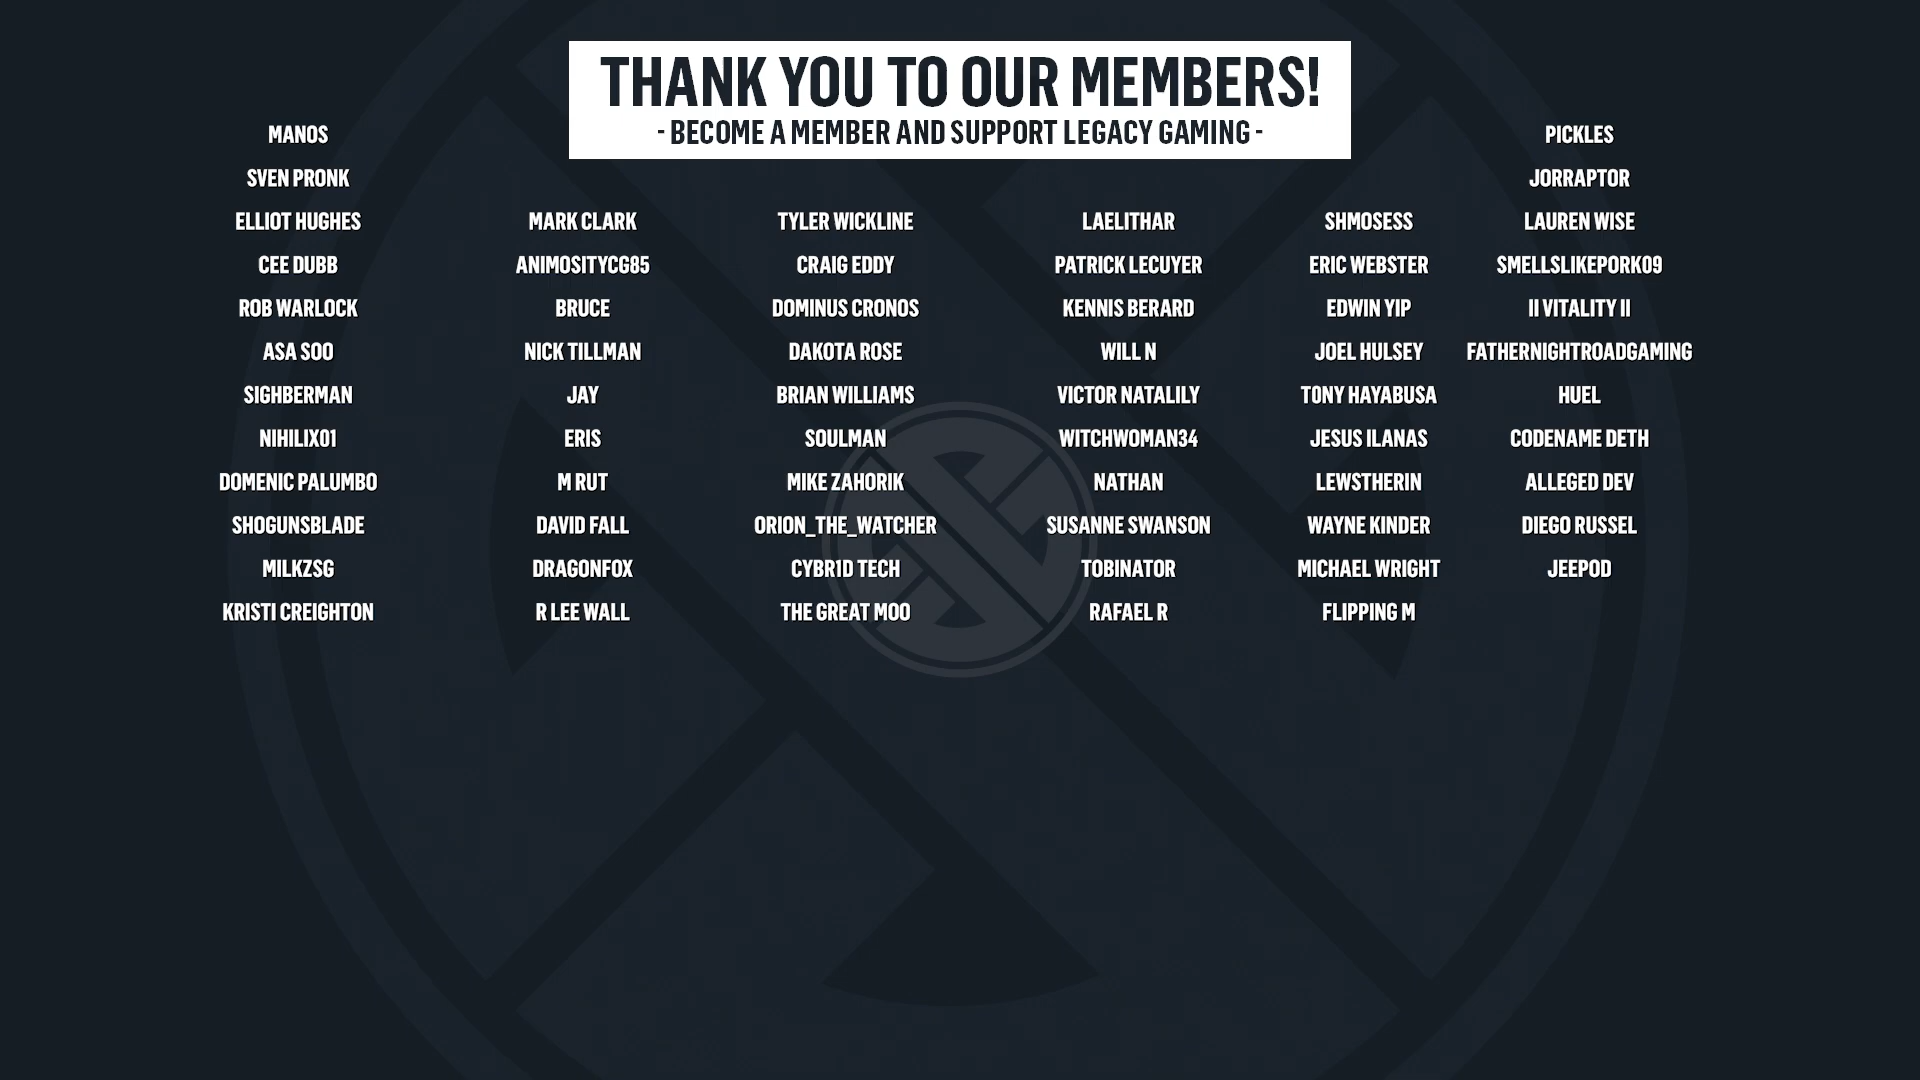 THANK YOU TO OUR MEMBERS!
- BECOME A MEMBER AND SUPPORT LEGACY GAMING -
MANOS
SVEN PRONK
ELLIOT HUGHES
CEE DUBB
ROB WARLOCK
ASA SOO
SIGHBERMAN
NIHILIX01
DOMENIC PALUMBO
SHOGUNSBLADE
MILKZSG
KRISTI CREIGHTON
MARK CLARK
ANIMOSITYCG85
BRUCE
NICK TILLMAN
JAY
ERIS
M RUT
DAVID FALL
DRAGONFOX
R LEE WALL
TYLER WICKLINE
CRAIG EDDY
DOMINUS CRONOS
DAKOTA ROSE
BRIAN WILLIAMS
SOULMAN
MIKE ZAHORIK
ORION_THE_WATCHER
CYBR1D TECH
THE GREAT MOO
LAELITHAR
PATRICK LECUYER
KENNIS BERARD
WILL N
VICTOR NATALILY
WITCHWOMAN34
NATHAN
SUSANNE SWANSON
TOBINATOR
RAFAEL R
SHMOSESS
ERIC WEBSTER
EDWIN YIP
JOEL HULSEY
TONY HAYABUSA
JESUS ILANAS
LEWSTHERIN
WAYNE KINDER
MICHAEL WRIGHT
FLIPPING M
PICKLES
JORRAPTOR
LAUREN WISE
SMELLSLIKEPORK09
II VITALITY II
FATHERNIGHTROADGAMING
HUEL
CODENAME DETH
ALLEGED DEV
DIEGO RUSSEL
JEEPOD